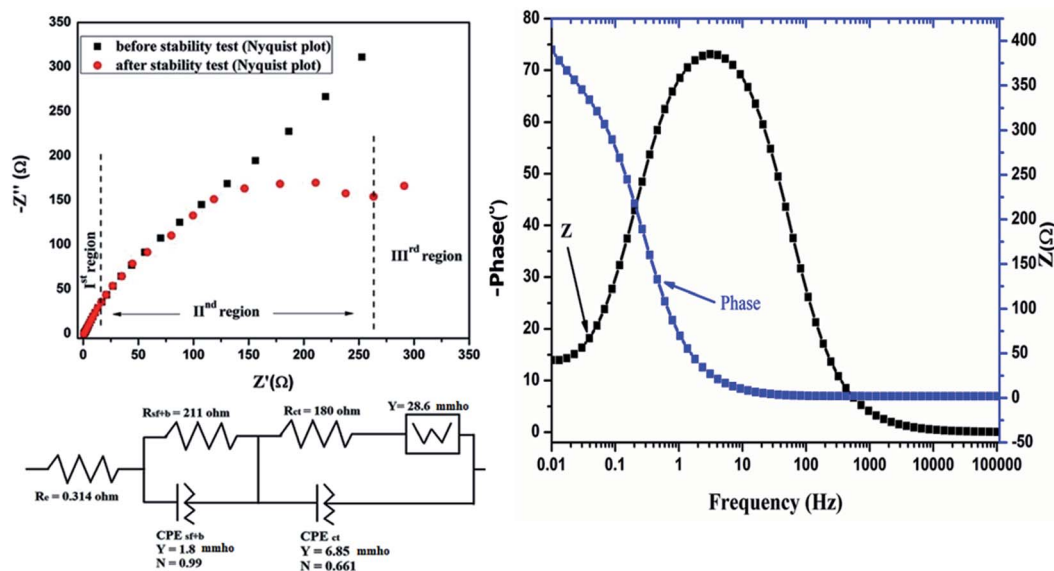 350
300
250
200
150
100
50
0
-Z''(Ω)
before stability test (Nyquist plot)
after stability test (Nyquist plot)
Ist region
IInd region
IIIrd region
0 50 100 150 200 250 300 350
Z'(Ω)
Rsf+b = 211 ohm
Rct = 180 ohm
Y= 28.6 mmho
W
Re = 0.314 ohm
CPE sf+b
Y = 1.8 mmho
N = 0.99
CPE ct
Y = 6.85 mmho
N = 0.661
80
70
60
50
40
30
20
10
0
-Phase(°)
Z
Phase
400
350
300
250
200
150
100
50
0
-50
Z(Ω)
0.01 0.1 1 10 100 1000 10000 100000
Frequency (Hz)